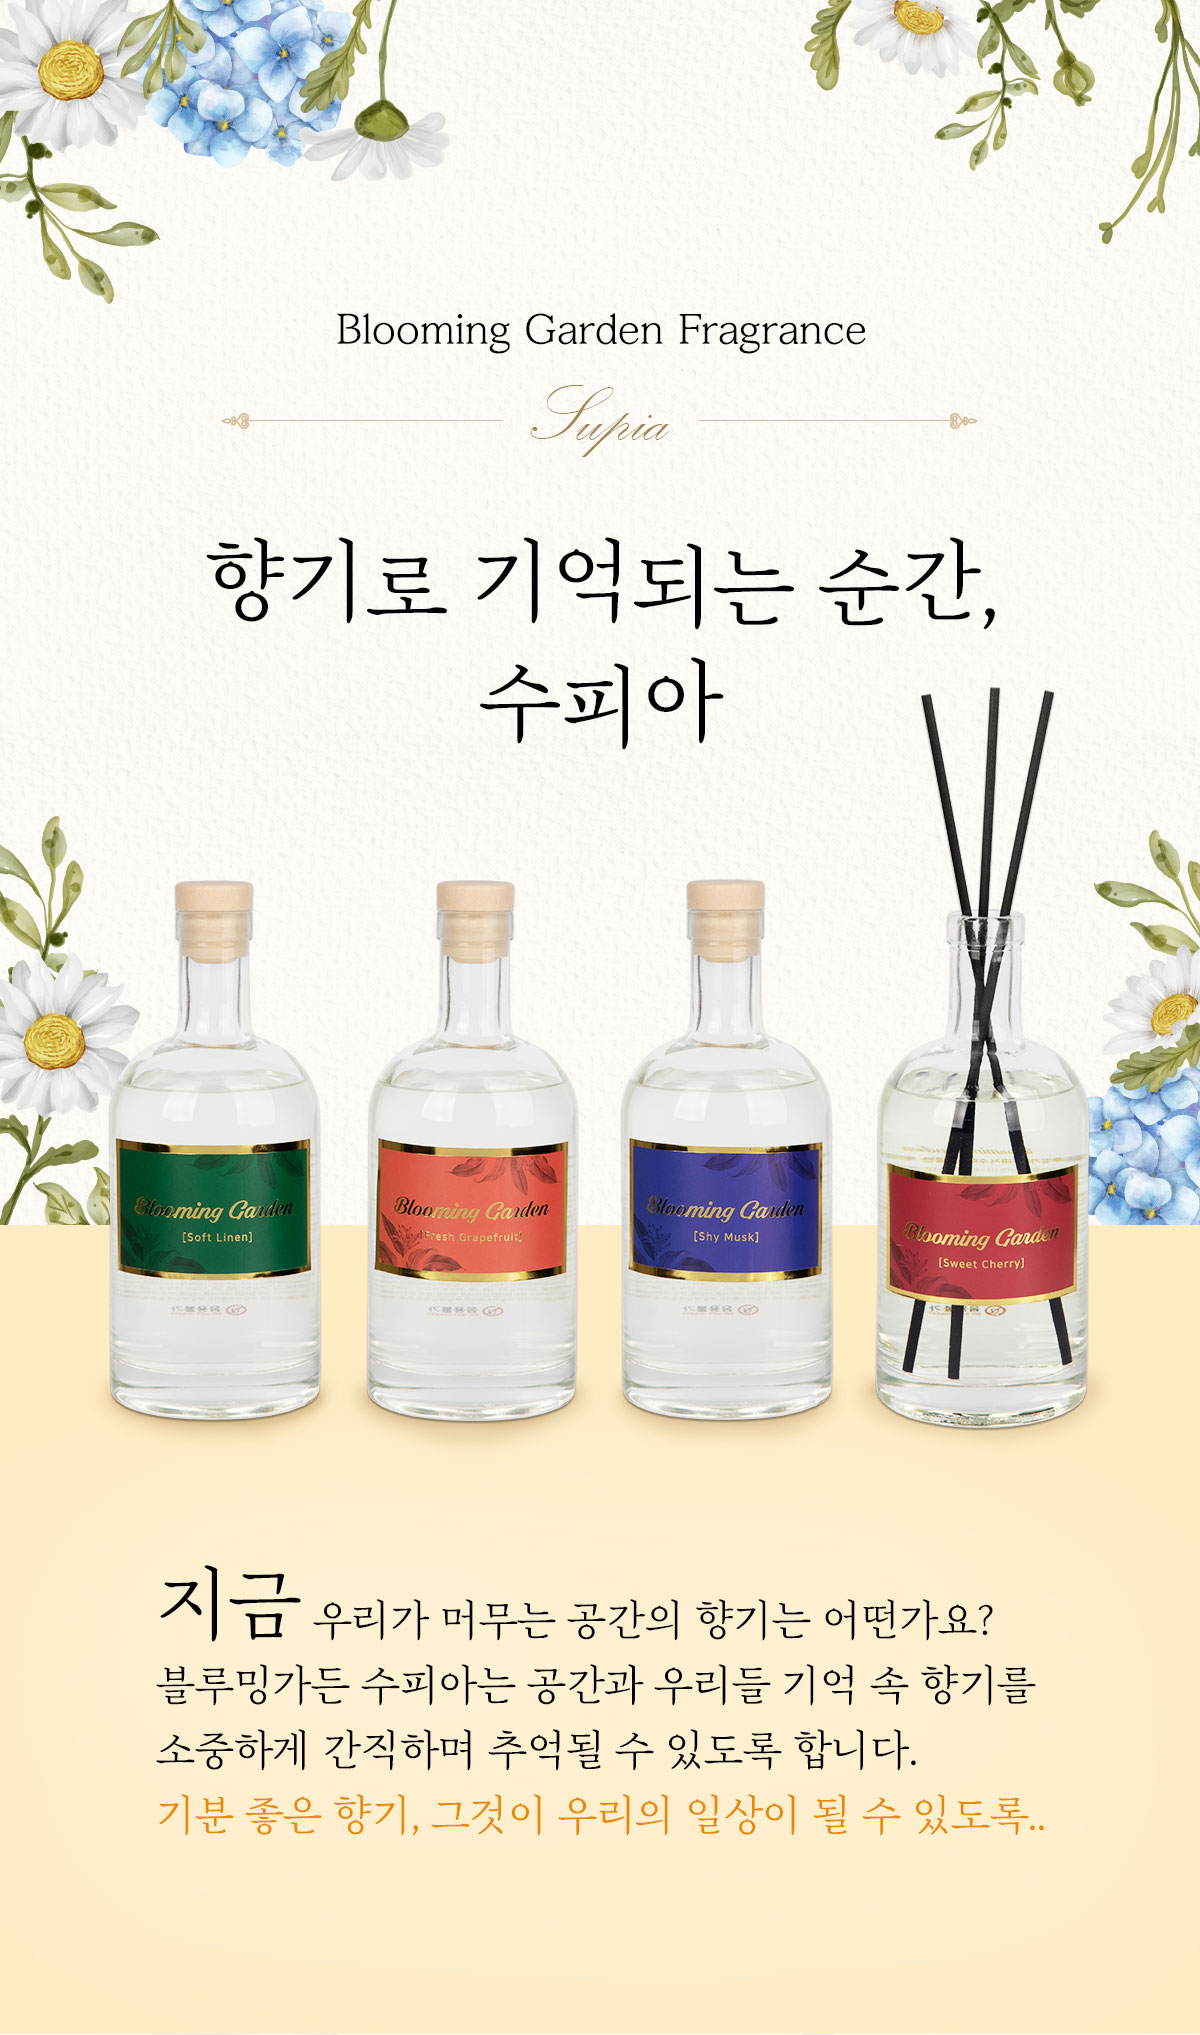 Blooming Garden Fragrance
Supia
향기로 기억되는 순간,
수피아
Blooming Garden
[Soft Linen]
Blooming Garden
[Fresh Grapefruit]
Blooming Garden
[Shy Musk]
Blooming Garden
[Sweet Cherry]
지금 우리가 머무는 공간의 향기는 어떤가요?
블루밍가든 수피아는 공간과 우리들 기억 속 향기를
소중하게 간직하며 추억될 수 있도록 합니다.
기분 좋은 향기, 그것이 우리의 일상이 될 수 있도록..